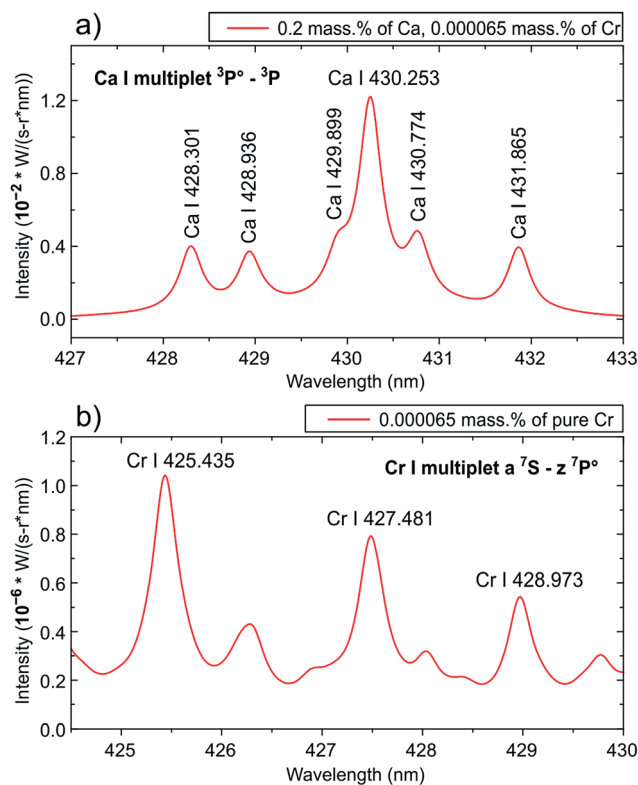 a)
0.2 mass.% of Ca, 0.000065 mass.% of Cr
Ca I multiplet ³P° - ³P
Ca I 430.253
Ca I 428.301
Ca I 428.936
Ca I 429.899
Ca I 430.774
Ca I 431.865
Intensity (10⁻² * W/(s-r*nm))
1.2
0.8
0.4
0.0
427 428 429 430 431 432 433
Wavelength (nm)
b)
0.000065 mass.% of pure Cr
Cr I 425.435
Cr I multiplet a ⁷S - z ⁷P°
Cr I 427.481
Cr I 428.973
Intensity (10⁻⁶ * W/(s-r*nm))
1.2
1.0
0.8
0.6
0.4
0.2
0.0
425 426 427 428 429 430
Wavelength (nm)